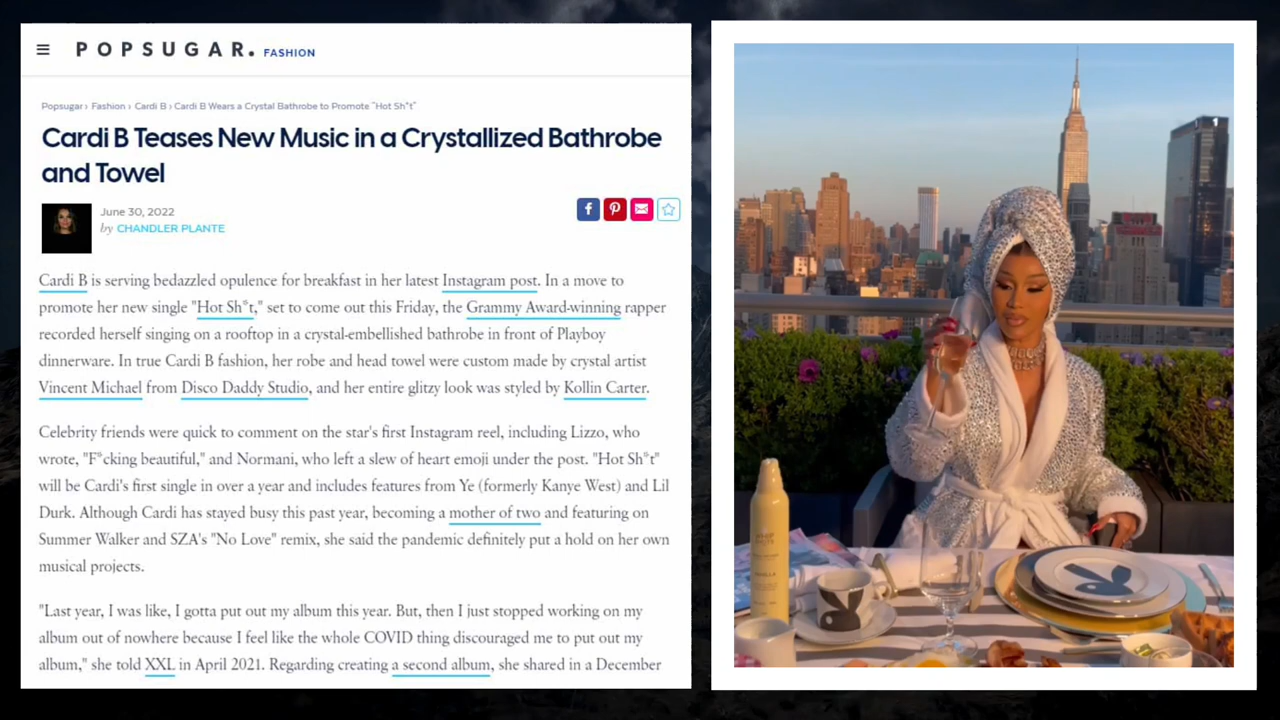 POPSUGAR. FASHION
Popsugar › Fashion › Cardi B › Cardi B Wears a Crystal Bathrobe to Promote "Hot Sh*t"
Cardi B Teases New Music in a Crystallized Bathrobe
and Towel
June 30, 2022
by CHANDLER PLANTE
Cardi B is serving bedazzled opulence for breakfast in her latest Instagram post. In a move to
promote her new single "Hot Sh*t," set to come out this Friday, the Grammy Award-winning rapper
recorded herself singing on a rooftop in a crystal-embellished bathrobe in front of Playboy
dinnerware. In true Cardi B fashion, her robe and head towel were custom made by crystal artist
Vincent Michael from Disco Daddy Studio, and her entire glitzy look was styled by Kollin Carter.
Celebrity friends were quick to comment on the star's first Instagram reel, including Lizzo, who
wrote, "F*cking beautiful," and Normani, who left a slew of heart emoji under the post. "Hot Sh*t"
will be Cardi's first single in over a year and includes features from Ye (formerly Kanye West) and Lil
Durk. Although Cardi has stayed busy this past year, becoming a mother of two and featuring on
Summer Walker and SZA's "No Love" remix, she said the pandemic definitely put a hold on her own
musical projects.
"Last year, I was like, I gotta put out my album this year. But, then I just stopped working on my
album out of nowhere because I feel like the whole COVID thing discouraged me to put out my
album," she told XXL in April 2021. Regarding creating a second album, she shared in a December